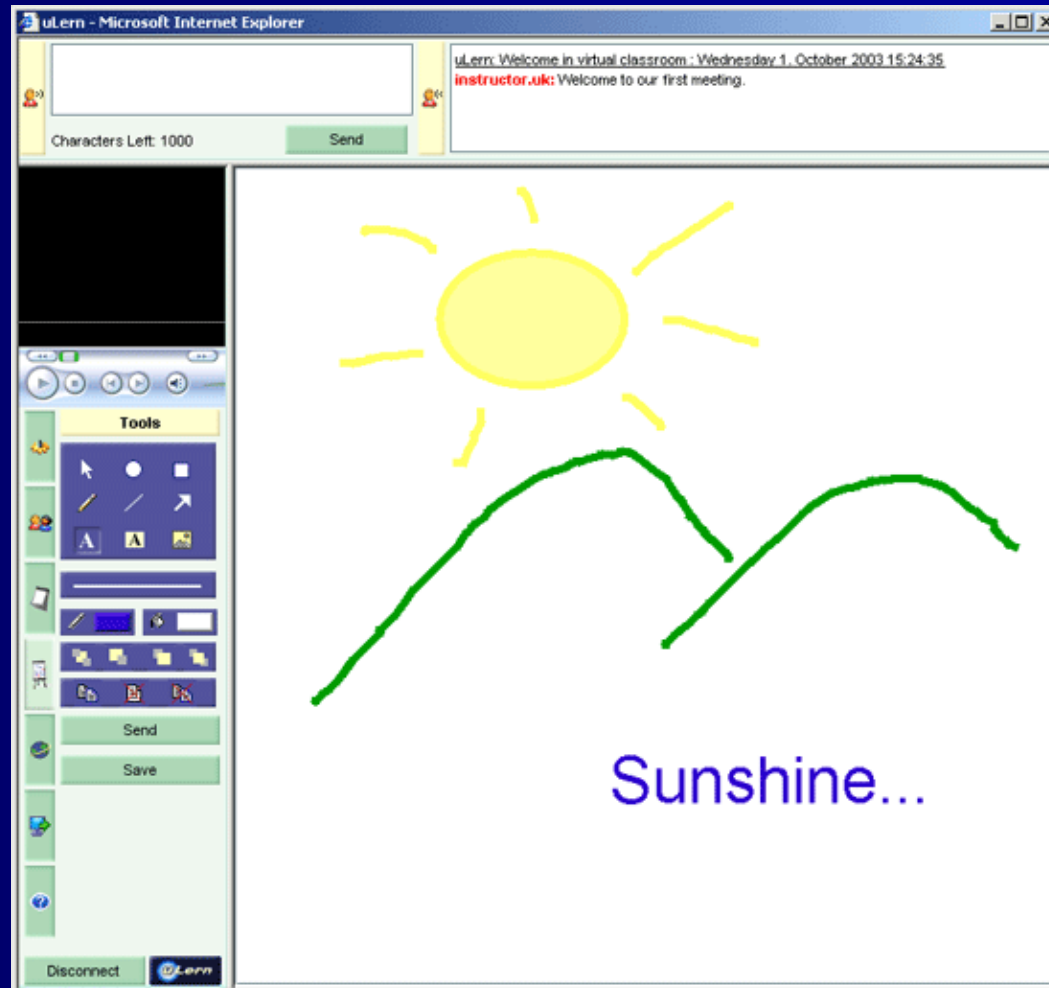 uLern - Microsoft Internet Explorer
uLern: Welcome in virtual classroom : Wednesday 1. October 2003 15:24:35
instructor.uk: Welcome to our first meeting.
Characters Left: 1000
Send
Tools
A
A
Send
Save
Sunshine...
Disconnect
uLern